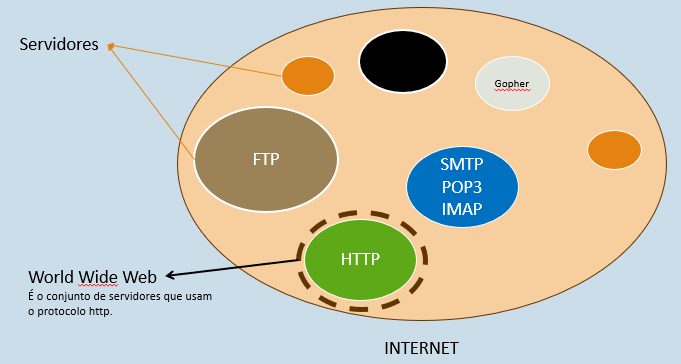 Servidores
Gopher
FTP
SMTP
POP3
IMAP
HTTP
World Wide Web
É o conjunto de servidores que usam
o protocolo http.
INTERNET